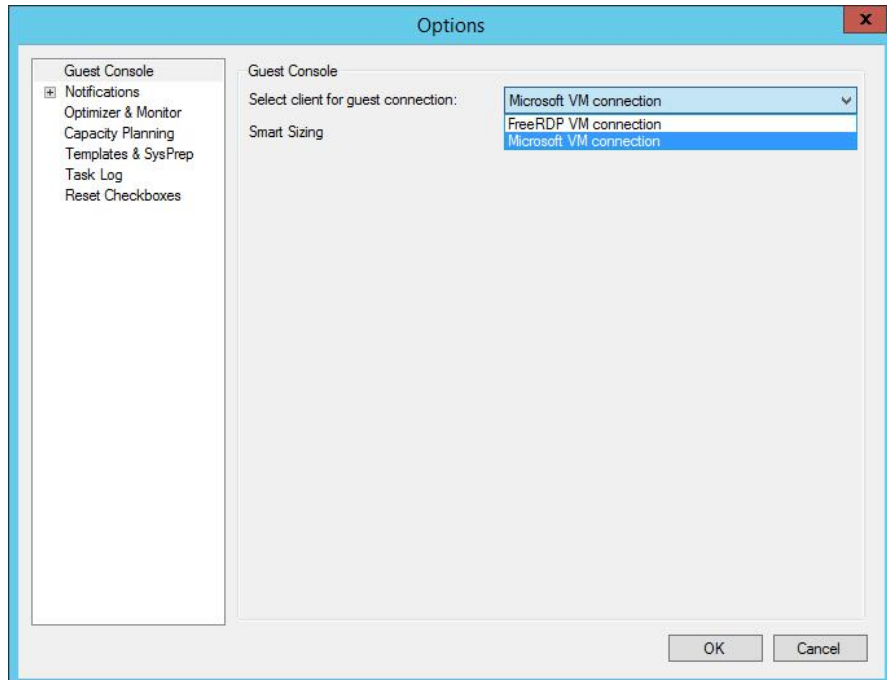 Options
x
Guest Console
Notifications
Optimizer & Monitor
Capacity Planning
Templates & SysPrep
Task Log
Reset Checkboxes
Guest Console
Select client for guest connection:
Microsoft VM connection
FreeRDP VM connection
Microsoft VM connection
Smart Sizing
OK
Cancel